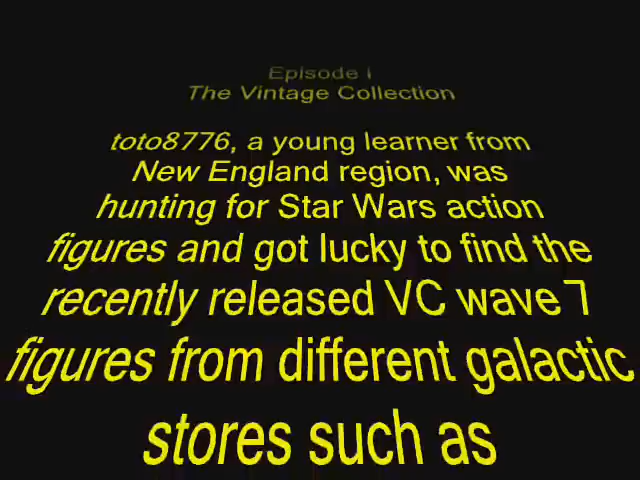 Episode I
The Vintage Collection
toto8776, a young learner from
New England region, was
hunting for Star Wars action
figures and got lucky to find the
recently released VC wave 7
figures from different galactic
stores such as